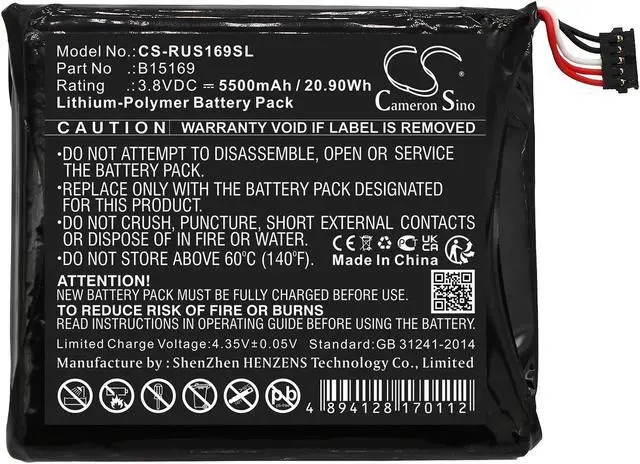 Model No.: CS-RUS169SL
Part No : B15169
Rating : 3.8VDC ⎓ 5500mAh / 20.90Wh
Lithium-Polymer Battery Pack
CS
Cameron Sino
CAUTION WARRANTY VOID IF LABEL IS REMOVED
•DO NOT ATTEMPT TO DISASSEMBLE, OPEN OR SERVICE
THE BATTERY PACK.
•REPLACE ONLY WITH THE BATTERY PACK DESIGNATED
FOR THIS PRODUCT.
•DO NOT CRUSH, PUNCTURE, SHORT EXTERNAL CONTACTS
OR DISPOSE OF IN FIRE OR WATER.
•DO NOT STORE ABOVE 60°C (140°F).
CE UK CA
Made In China
ATTENTION!
NEW BATTERY PACK MUST BE FULLY CHARGED BEFORE USE
TO REDUCE RISK OF FIRE OR BURNS
READ INSTRUCTIONS IN OPERATING GUIDE BEFORE USING BATTERY
Limited Charge Voltage:4.35V±0.05V Standard:GB 31241-2014
Manufacture by : ShenZhen HENZENS Technology Co., Limited
Pb
4 894128 170112